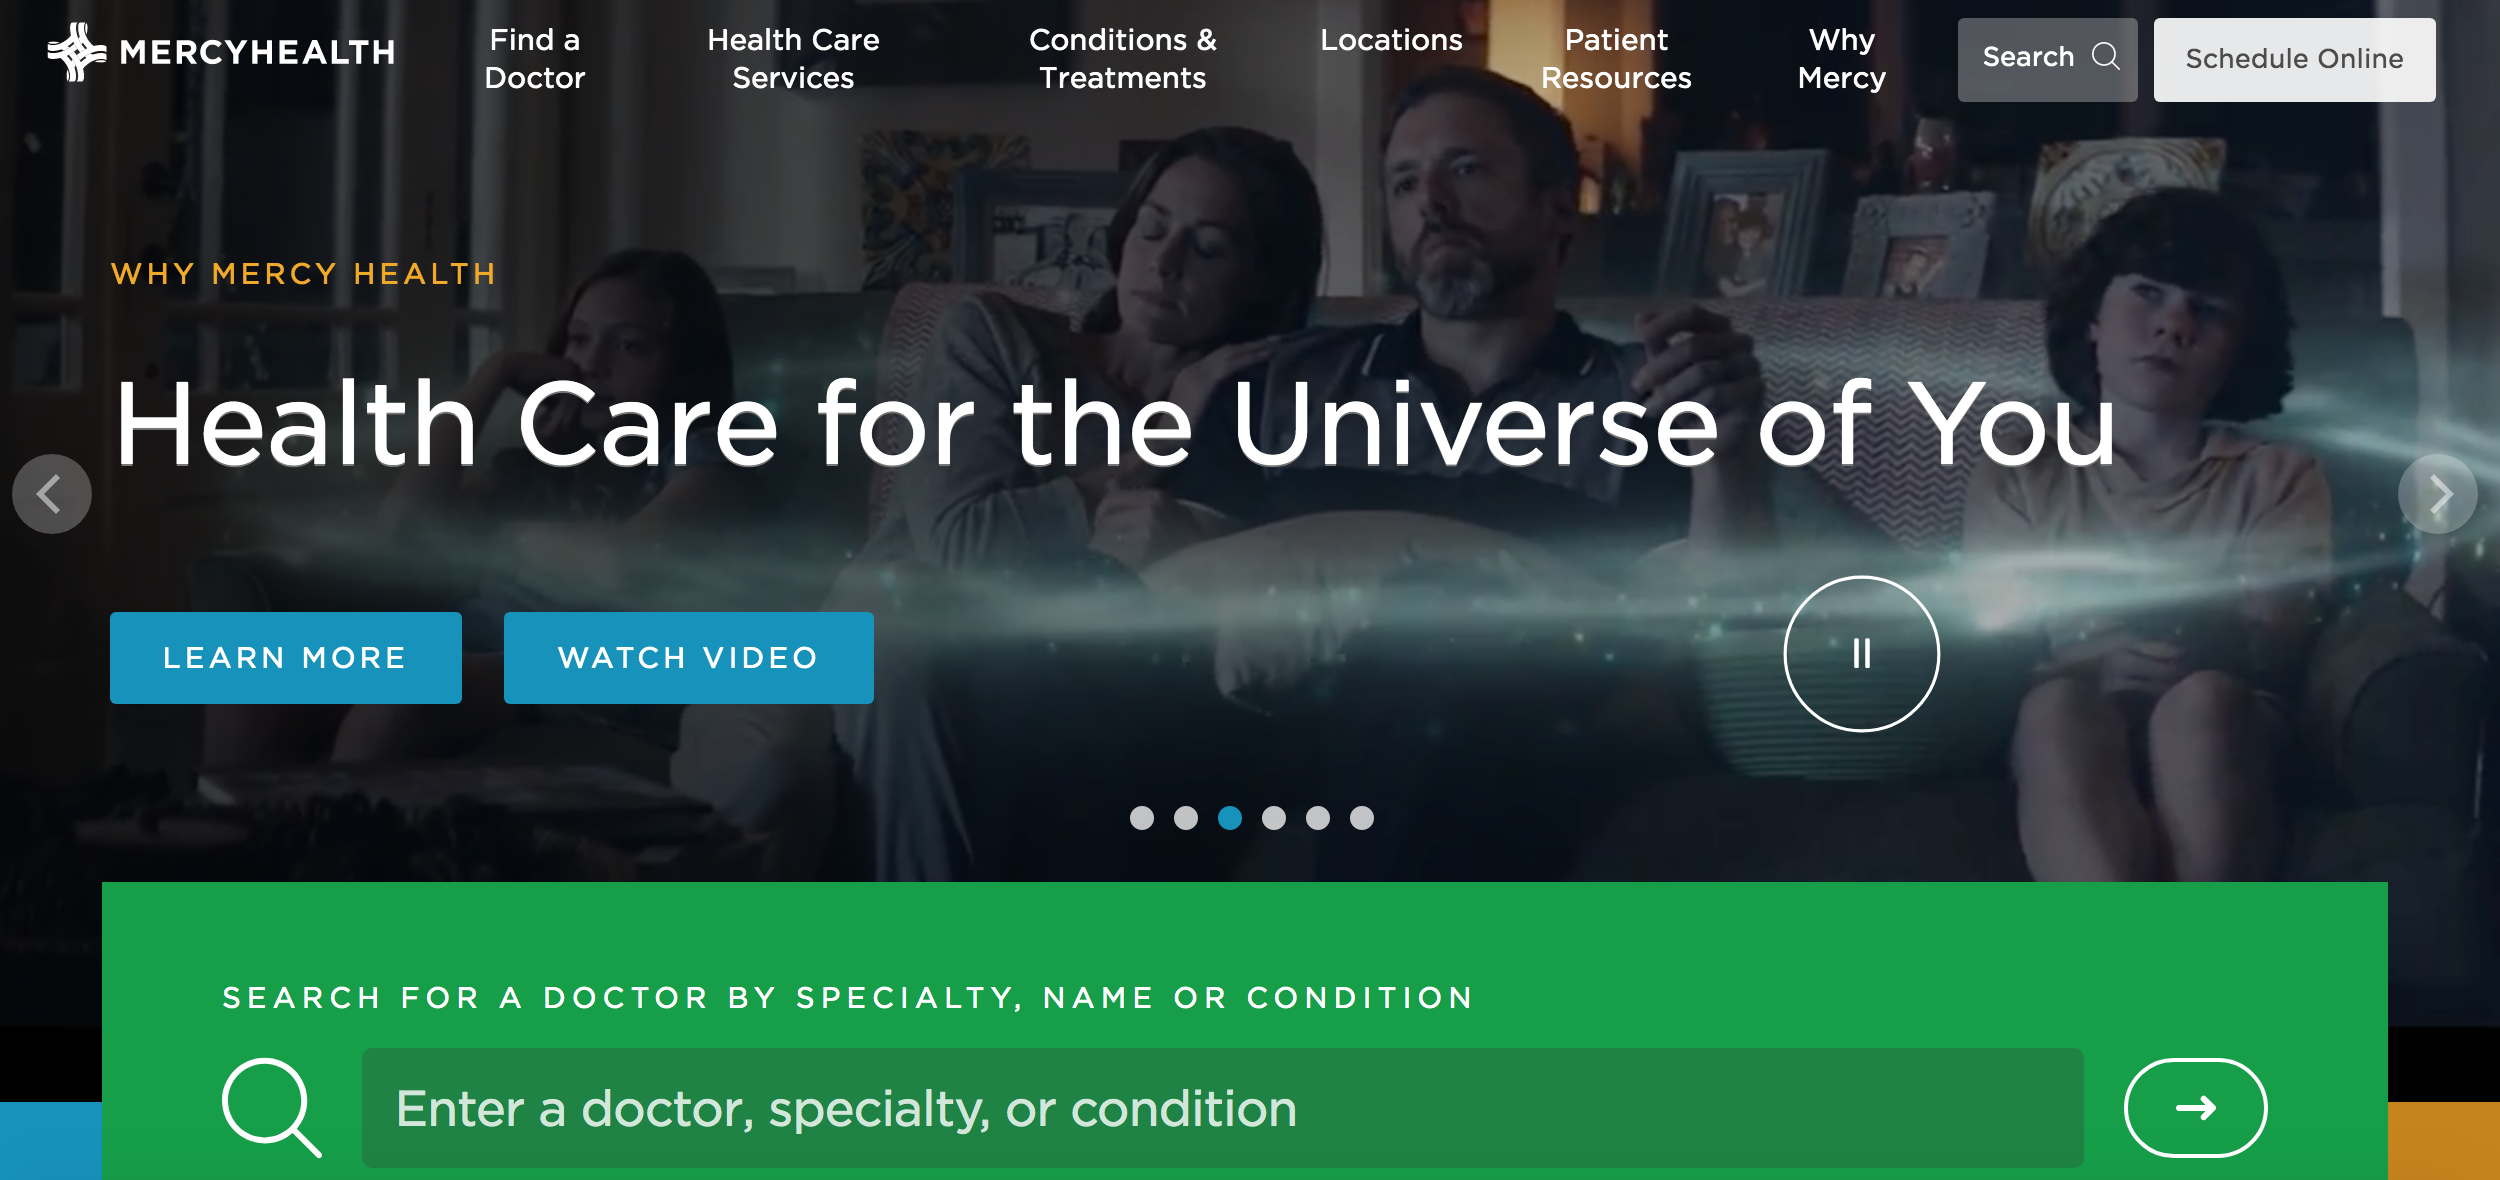 MERCYHEALTH
Find a
Doctor
Health Care
Services
Conditions &
Treatments
Locations
Patient
Resources
Why
Mercy
Search
Schedule Online
WHY MERCY HEALTH
Health Care for the Universe of You
LEARN MORE
WATCH VIDEO
SEARCH FOR A DOCTOR BY SPECIALTY, NAME OR CONDITION
Enter a doctor, specialty, or condition